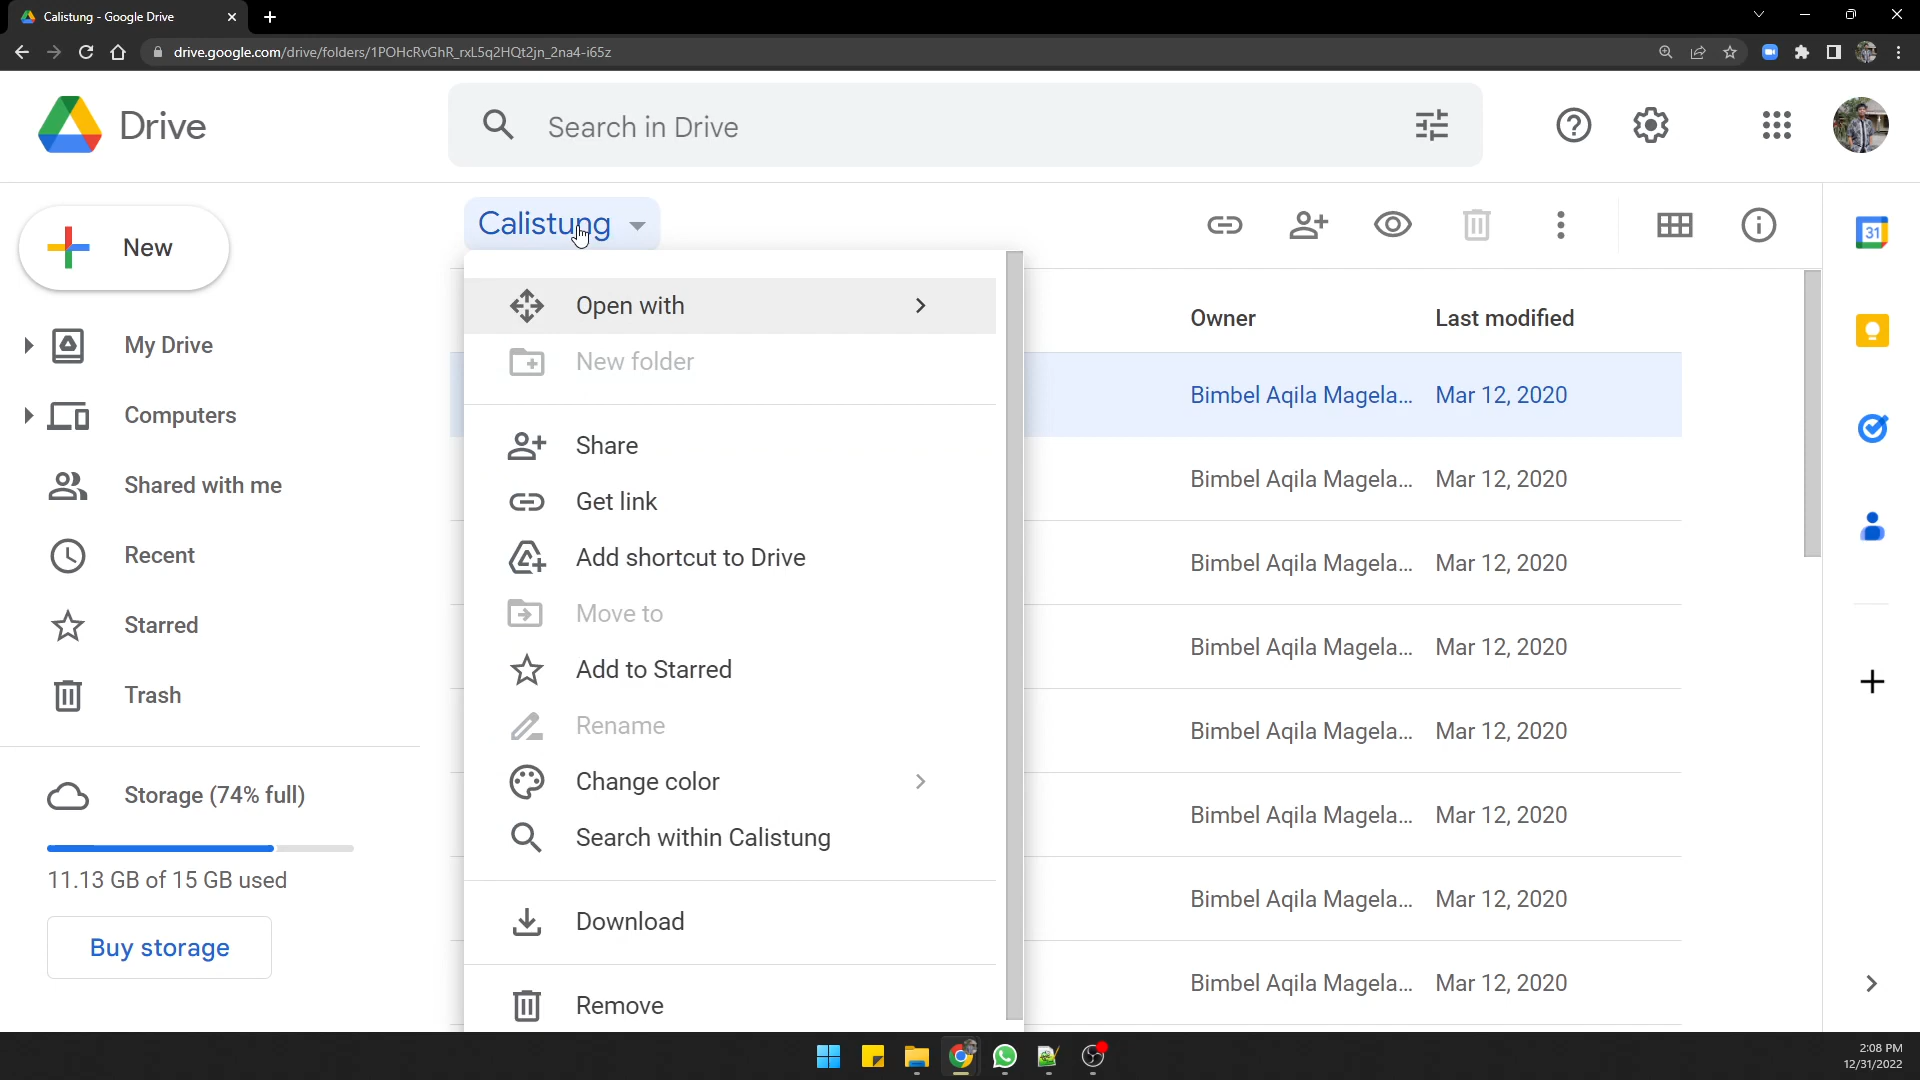 Calistung - Google Drive
drive.google.com/drive/folders/1POHcRvGhR_rxL5q2HQt2jn_2na4-i65z
Drive
Search in Drive
New
My Drive
Computers
Shared with me
Recent
Starred
Trash
Storage (74% full)
11.13 GB of 15 GB used
Buy storage
Calistung
Open with
New folder
Share
Get link
Add shortcut to Drive
Move to
Add to Starred
Rename
Change color
Search within Calistung
Download
Remove
Owner Last modified
Bimbel Aqila Magela... Mar 12, 2020
Bimbel Aqila Magela... Mar 12, 2020
Bimbel Aqila Magela... Mar 12, 2020
Bimbel Aqila Magela... Mar 12, 2020
Bimbel Aqila Magela... Mar 12, 2020
Bimbel Aqila Magela... Mar 12, 2020
Bimbel Aqila Magela... Mar 12, 2020
Bimbel Aqila Magela... Mar 12, 2020
31
2:08 PM
12/31/2022